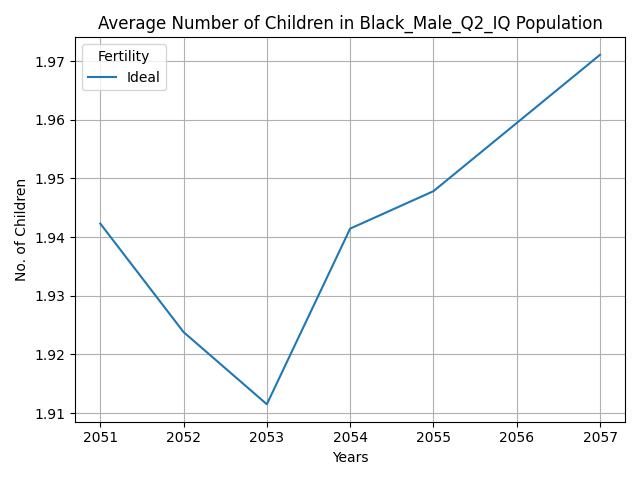 Average Number of Children in Black_Male_Q2_IQ Population
Fertility
Ideal
No. of Children
1.97
1.96
1.95
1.94
1.93
1.92
1.91
2051 2052 2053 2054 2055 2056 2057
Years